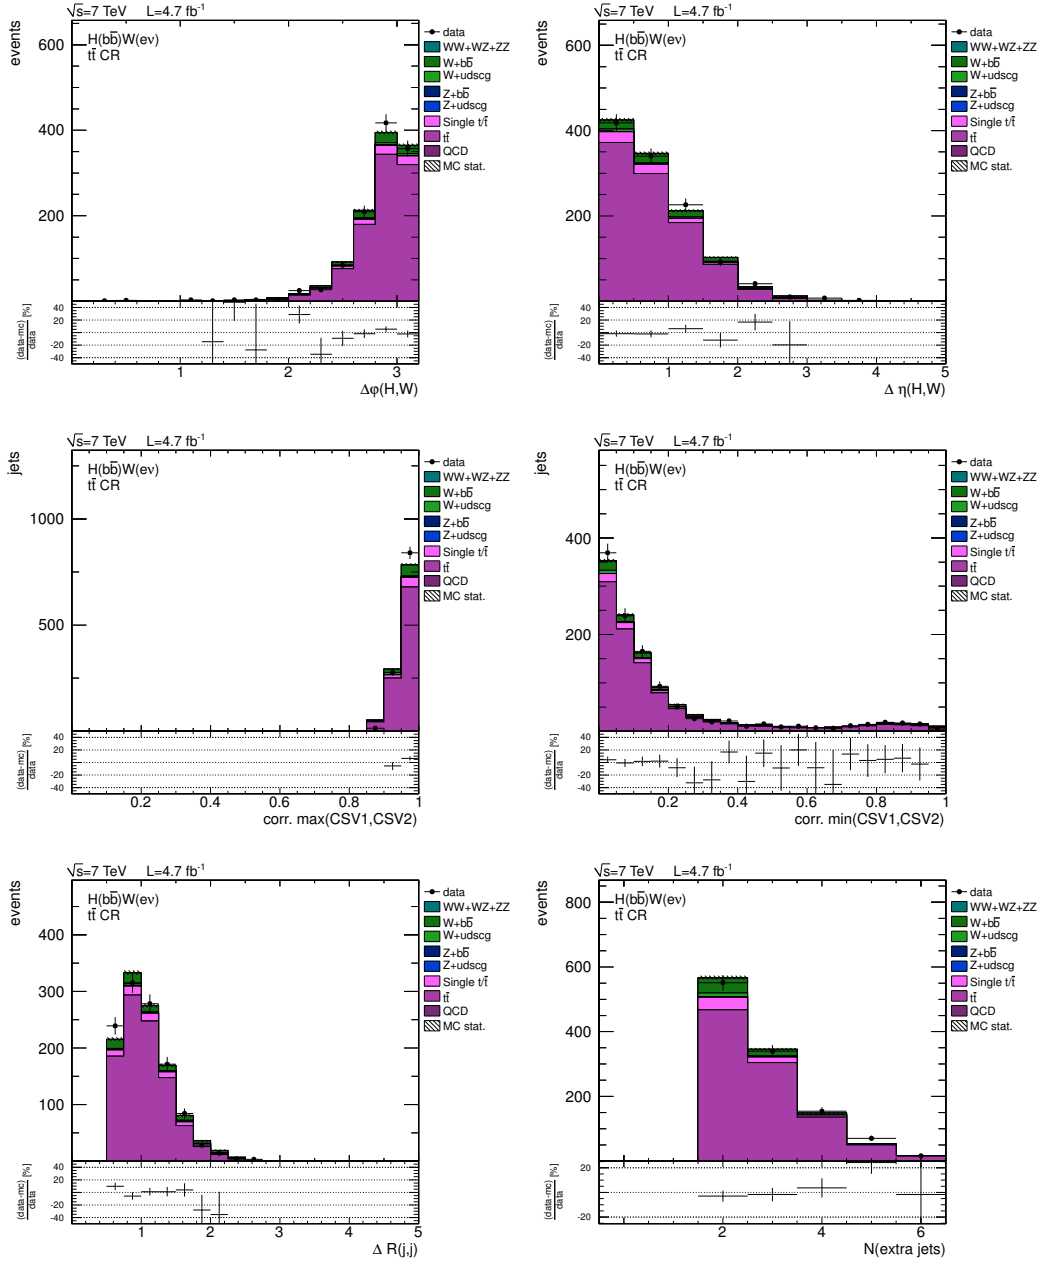 √s=7 TeV L=4.7 fb⁻¹
events
H(bb̅)W(eν)
tt̅ CR
data
WW+WZ+ZZ
W+bb̅
W+udscg
Z+bb̅
Z+udscg
Single t/t̅
tt̅
QCD
MC stat.
600
400
200
(data-mc)/data [%]
40
20
0
-20
-40
1 2 3
Δφ(H,W)
√s=7 TeV L=4.7 fb⁻¹
events
H(bb̅)W(eν)
tt̅ CR
data
WW+WZ+ZZ
W+bb̅
W+udscg
Z+bb̅
Z+udscg
Single t/t̅
tt̅
QCD
MC stat.
600
400
200
(data-mc)/data [%]
40
20
0
-20
-40
1 2 3 4 5
Δ η(H,W)
√s=7 TeV L=4.7 fb⁻¹
jets
H(bb̅)W(eν)
tt̅ CR
data
WW+WZ+ZZ
W+bb̅
W+udscg
Z+bb̅
Z+udscg
Single t/t̅
tt̅
QCD
MC stat.
1000
500
(data-mc)/data [%]
40
20
0
-20
-40
0.2 0.4 0.6 0.8 1
corr. max(CSV1,CSV2)
√s=7 TeV L=4.7 fb⁻¹
jets
H(bb̅)W(eν)
tt̅ CR
data
WW+WZ+ZZ
W+bb̅
W+udscg
Z+bb̅
Z+udscg
Single t/t̅
tt̅
QCD
MC stat.
400
200
(data-mc)/data [%]
40
20
0
-20
-40
0.2 0.4 0.6 0.8 1
corr. min(CSV1,CSV2)
√s=7 TeV L=4.7 fb⁻¹
events
H(bb̅)W(eν)
tt̅ CR
data
WW+WZ+ZZ
W+bb̅
W+udscg
Z+bb̅
Z+udscg
Single t/t̅
tt̅
QCD
MC stat.
400
300
200
100
(data-mc)/data [%]
40
20
0
-20
-40
1 2 3 4 5
Δ R(j,j)
√s=7 TeV L=4.7 fb⁻¹
events
H(bb̅)W(eν)
tt̅ CR
data
WW+WZ+ZZ
W+bb̅
W+udscg
Z+bb̅
Z+udscg
Single t/t̅
tt̅
QCD
MC stat.
800
600
400
200
(data-mc)/data [%]
20
0
-20
2 4 6
N(extra jets)